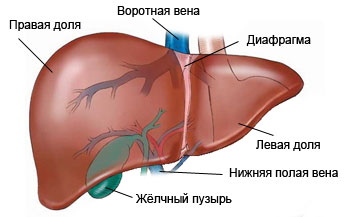 Воротная вена
Правая доля
Диафрагма
Левая доля
Нижняя полая вена
Жёлчный пузырь